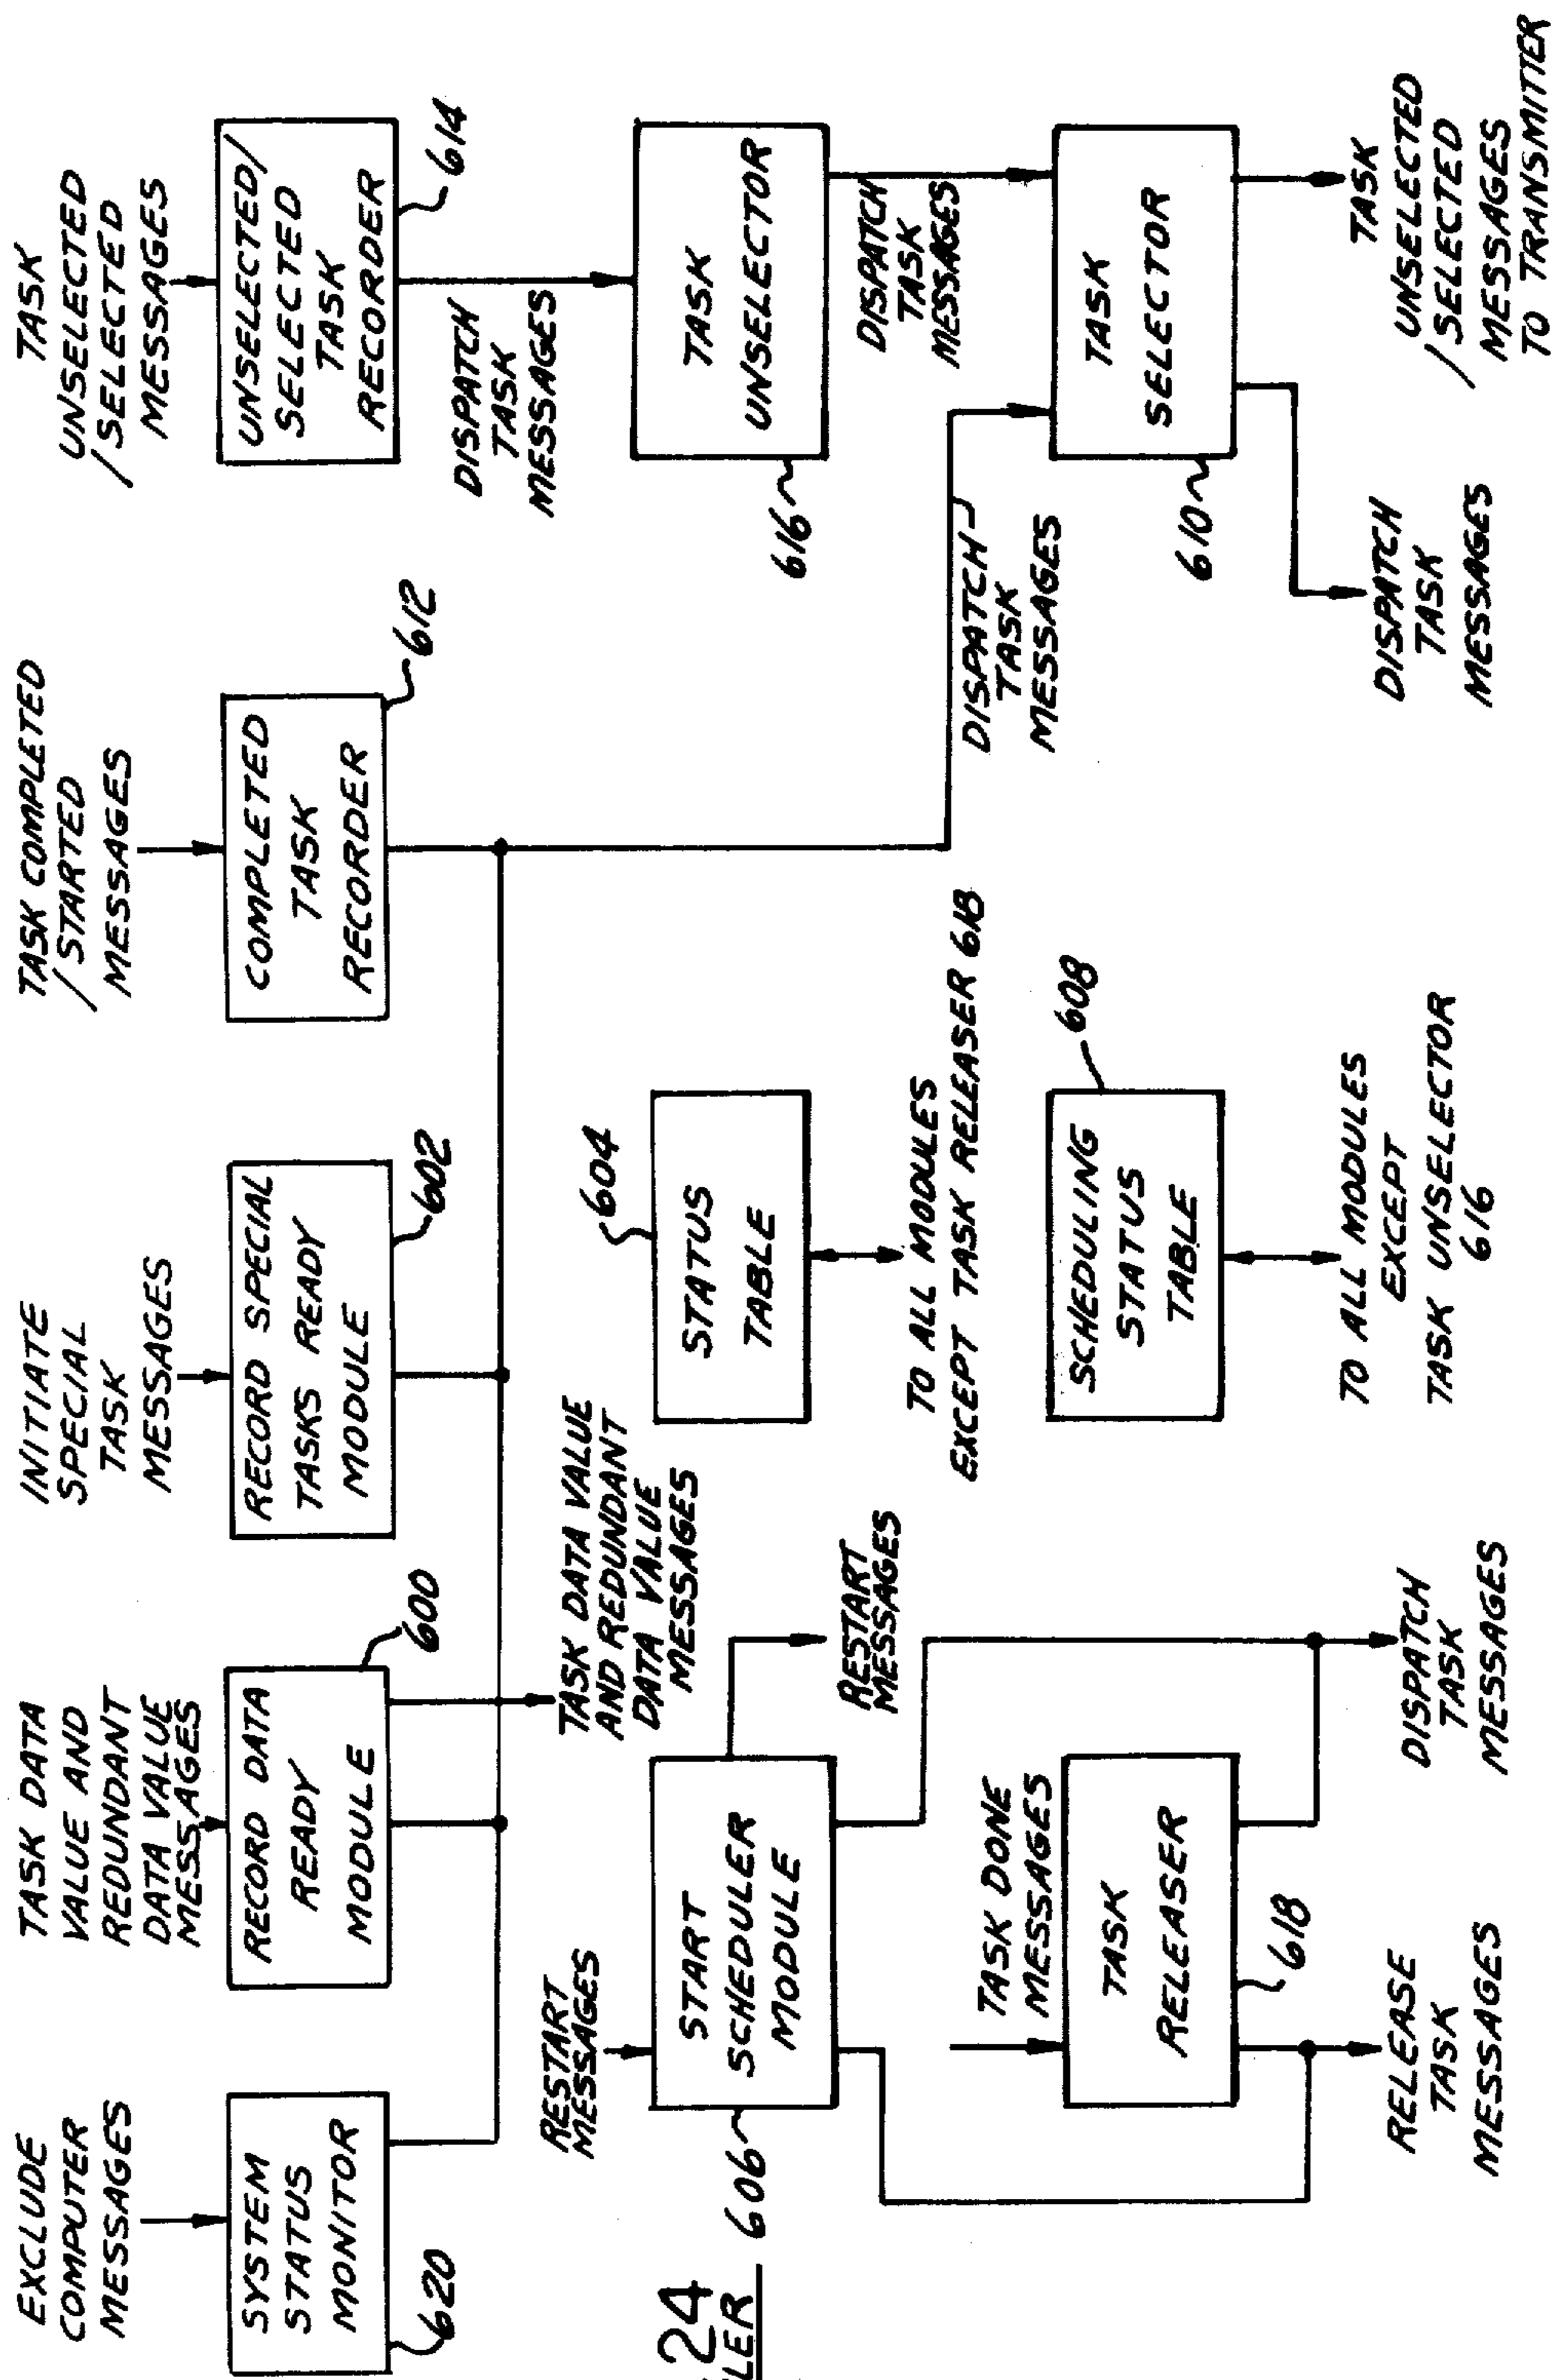 EXCLUDE
COMPUTER
MESSAGES
SYSTEM
STATUS
MONITOR
620
TASK DATA
VALUE AND
REDUNDANT
DATA VALUE
MESSAGES
RECORD DATA
READY
MODULE
600
INITIATE
SPECIAL
TASK
MESSAGES
RECORD SPECIAL
TASKS READY
MODULE
602
TASK COMPLETED
/STARTED
MESSAGES
COMPLETED
TASK
RECORDER
612
TASK
UNSELECTED
/SELECTED
MESSAGES
UNSELECTED/
SELECTED
TASK
RECORDER
614
TASK DATA VALUE
AND REDUNDANT
DATA VALUE
MESSAGES
DISPATCH
TASK
MESSAGES
RESTART
MESSAGES
START
SCHEDULER
MODULE
606
RESTART
MESSAGES
604
STATUS
TABLE
TO ALL MODULES
EXCEPT TASK RELEASER 618
TASK
UNSELECTOR
616
DISPATCH
TASK
MESSAGES
DISPATCH
TASK
MESSAGES
TASK DONE
MESSAGES
TASK
RELEASER
618
RELEASE
TASK
MESSAGES
DISPATCH
TASK
MESSAGES
608
SCHEDULING
STATUS
TABLE
TO ALL MODULES
EXCEPT
TASK UNSELECTOR
616
TASK
SELECTOR
610
DISPATCH
TASK
MESSAGES
TASK
UNSELECTED
/SELECTED
MESSAGES
TO TRANSMITTER
24
LER